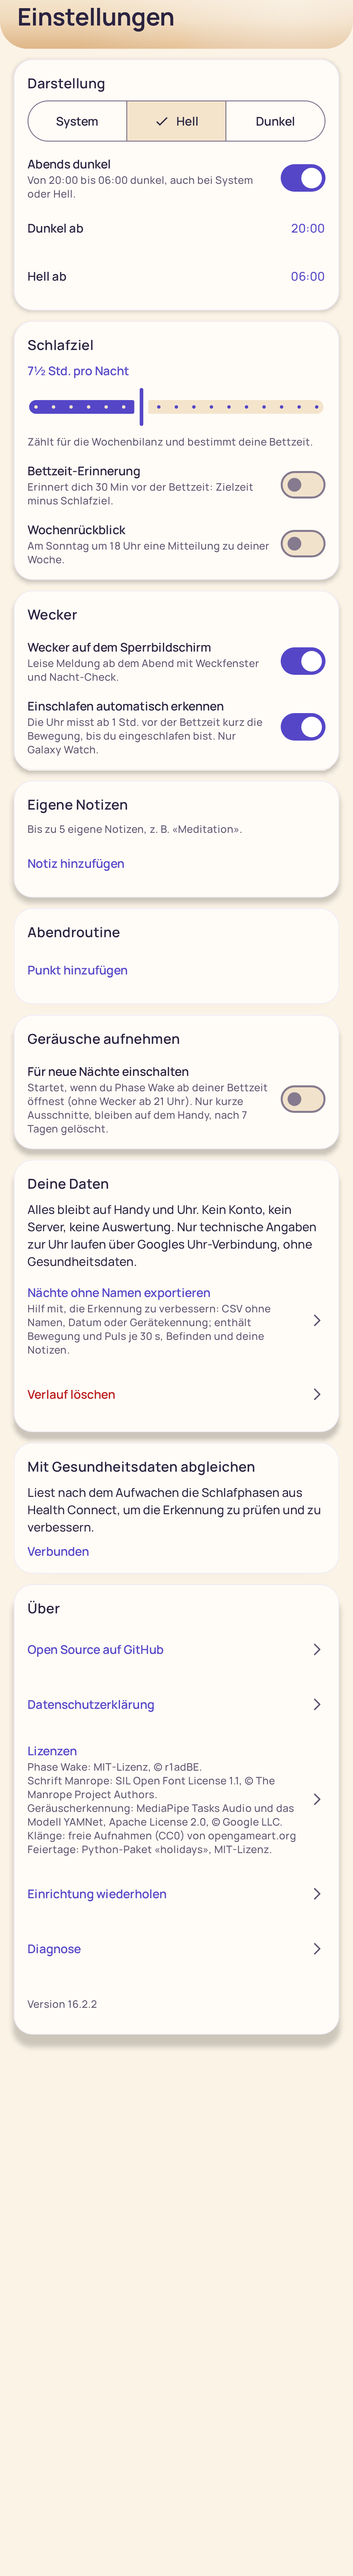 Einstellungen
Darstellung
System
Hell
Dunkel
Abends dunkel
Von 20:00 bis 06:00 dunkel, auch bei System
oder Hell.
Dunkel ab
20:00
Hell ab
06:00
Schlafziel
7½ Std. pro Nacht
Zählt für die Wochenbilanz und bestimmt deine Bettzeit.
Bettzeit-Erinnerung
Erinnert dich 30 Min vor der Bettzeit: Zielzeit
minus Schlafziel.
Wochenrückblick
Am Sonntag um 18 Uhr eine Mitteilung zu deiner
Woche.
Wecker
Wecker auf dem Sperrbildschirm
Leise Meldung ab dem Abend mit Weckfenster
und Nacht-Check.
Einschlafen automatisch erkennen
Die Uhr misst ab 1 Std. vor der Bettzeit kurz die
Bewegung, bis du eingeschlafen bist. Nur
Galaxy Watch.
Eigene Notizen
Bis zu 5 eigene Notizen, z. B. «Meditation».
Notiz hinzufügen
Abendroutine
Punkt hinzufügen
Geräusche aufnehmen
Für neue Nächte einschalten
Startet, wenn du Phase Wake ab deiner Bettzeit
öffnest (ohne Wecker ab 21 Uhr). Nur kurze
Ausschnitte, bleiben auf dem Handy, nach 7
Tagen gelöscht.
Deine Daten
Alles bleibt auf Handy und Uhr. Kein Konto, kein
Server, keine Auswertung. Nur technische Angaben
zur Uhr laufen über Googles Uhr-Verbindung, ohne
Gesundheitsdaten.
Nächte ohne Namen exportieren
Hilf mit, die Erkennung zu verbessern: CSV ohne
Namen, Datum oder Gerätekennung; enthält
Bewegung und Puls je 30 s, Befinden und deine
Notizen.
Verlauf löschen
Mit Gesundheitsdaten abgleichen
Liest nach dem Aufwachen die Schlafphasen aus
Health Connect, um die Erkennung zu prüfen und zu
verbessern.
Verbunden
Über
Open Source auf GitHub
Datenschutzerklärung
Lizenzen
Phase Wake: MIT-Lizenz, © r1adBE.
Schrift Manrope: SIL Open Font License 1.1, © The
Manrope Project Authors.
Geräuscherkennung: MediaPipe Tasks Audio und das
Modell YAMNet, Apache License 2.0, © Google LLC.
Klänge: freie Aufnahmen (CC0) von opengameart.org
Feiertage: Python-Paket «holidays», MIT-Lizenz.
Einrichtung wiederholen
Diagnose
Version 16.2.2